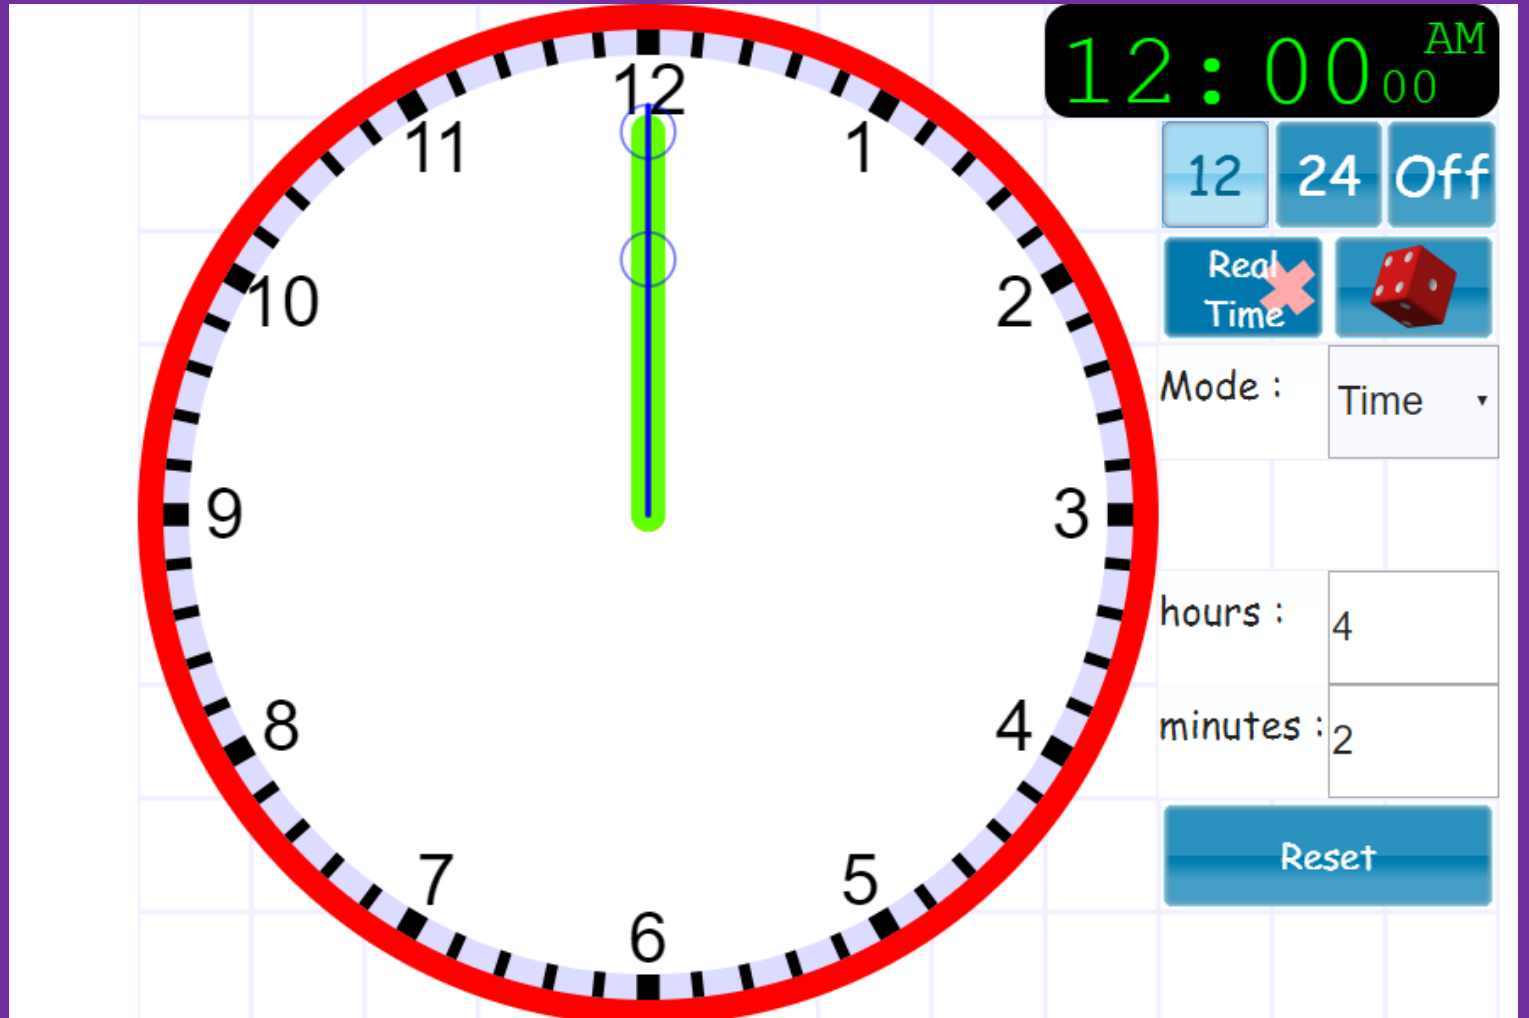 12:00 00 AM
12 24 Off
Real
Time
Mode : Time
hours : 4
minutes : 2
Reset
12
11 1
10 2
9 3
8 4
7 5
6